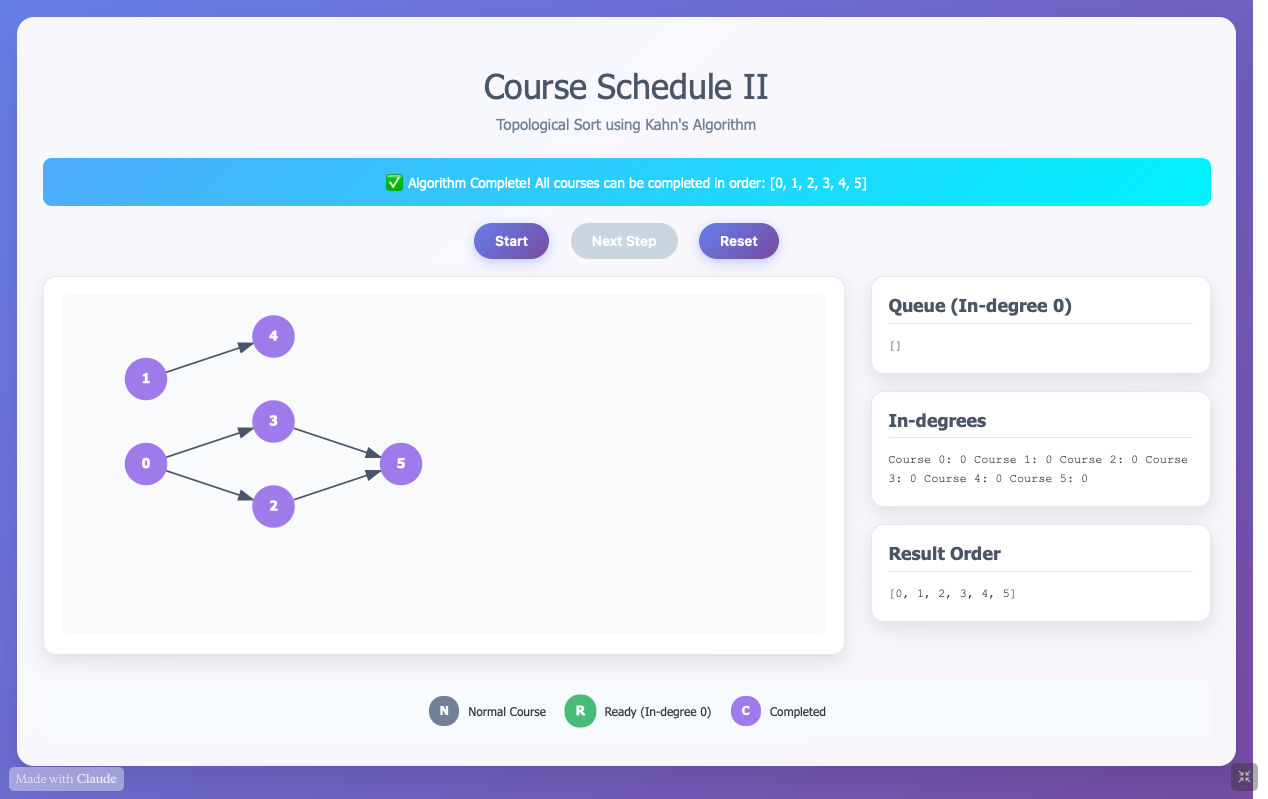 Course Schedule II
Topological Sort using Kahn's Algorithm
✅ Algorithm Complete! All courses can be completed in order: [0, 1, 2, 3, 4, 5]
Start
Next Step
Reset
4
1
3
0
5
2
Queue (In-degree 0)
[]
In-degrees
Course 0: 0 Course 1: 0 Course 2: 0 Course
3: 0 Course 4: 0 Course 5: 0
Result Order
[0, 1, 2, 3, 4, 5]
N Normal Course R Ready (In-degree 0) C Completed
Made with Claude